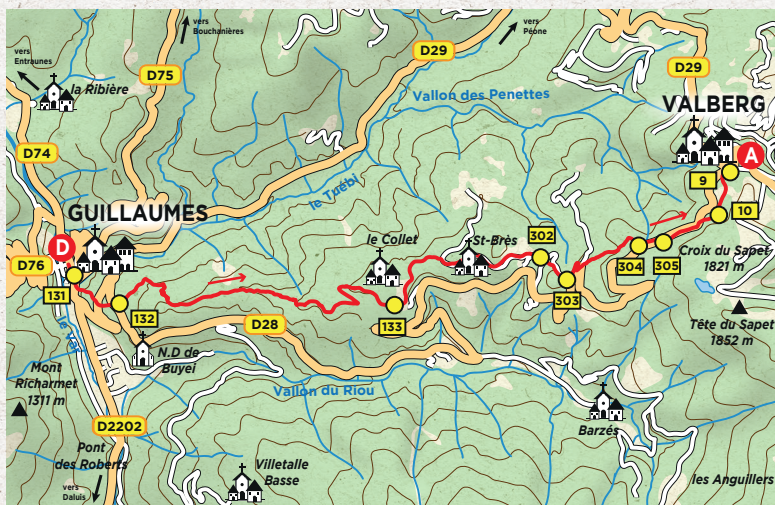 vers
Entraunes
vers
Bouchanières
vers
Péone
D75
D29
D29
la Ribière
Vallon des Penettes
VALBERG
A
D74
9
le Tuébi
GUILLAUMES
10
D
le Collet
St-Brès
302
D76
304
305
Croix du Sapet
1821 m
131
303
132
133
le Var
D28
Tête du Sapet
1852 m
N.D de
Buyei
Mont
Richarmet
1311 m
Vallon du Riou
D2202
Barzés
Pont
des Roberts
Villetalle
Basse
les Anguillers
vers
Daluis